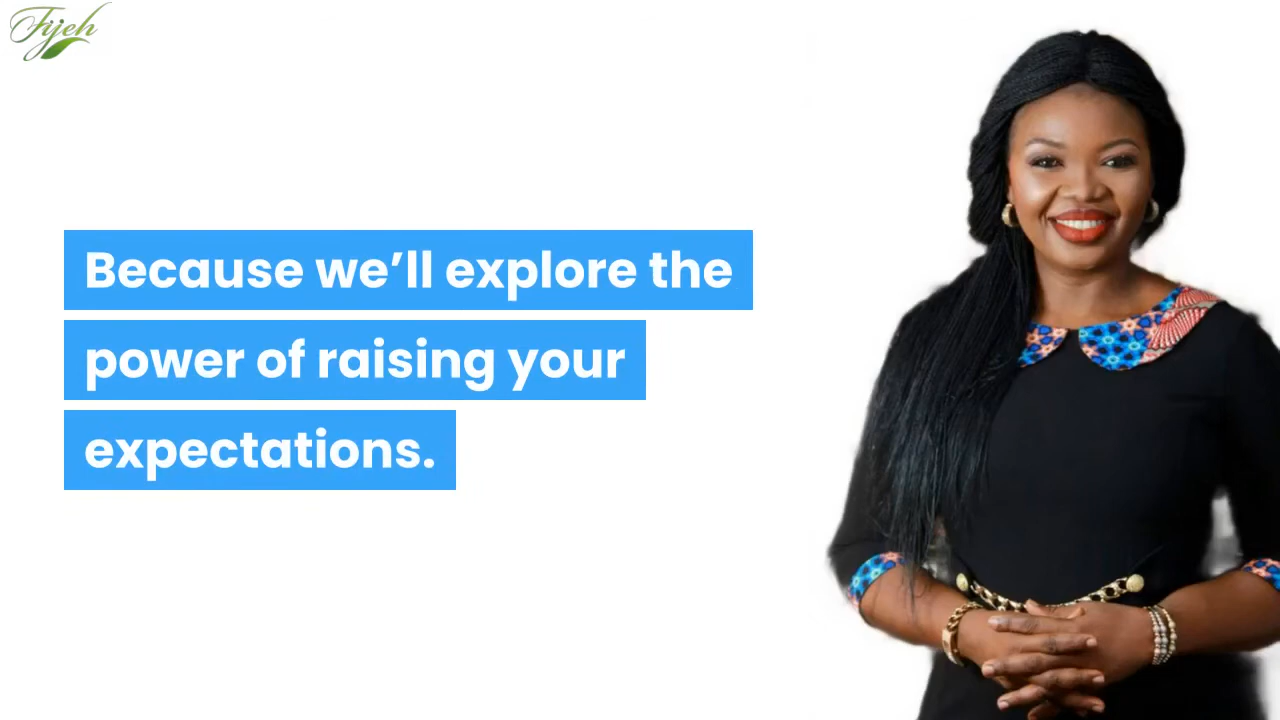 Fijeh
Because we’ll explore the
power of raising your
expectations.